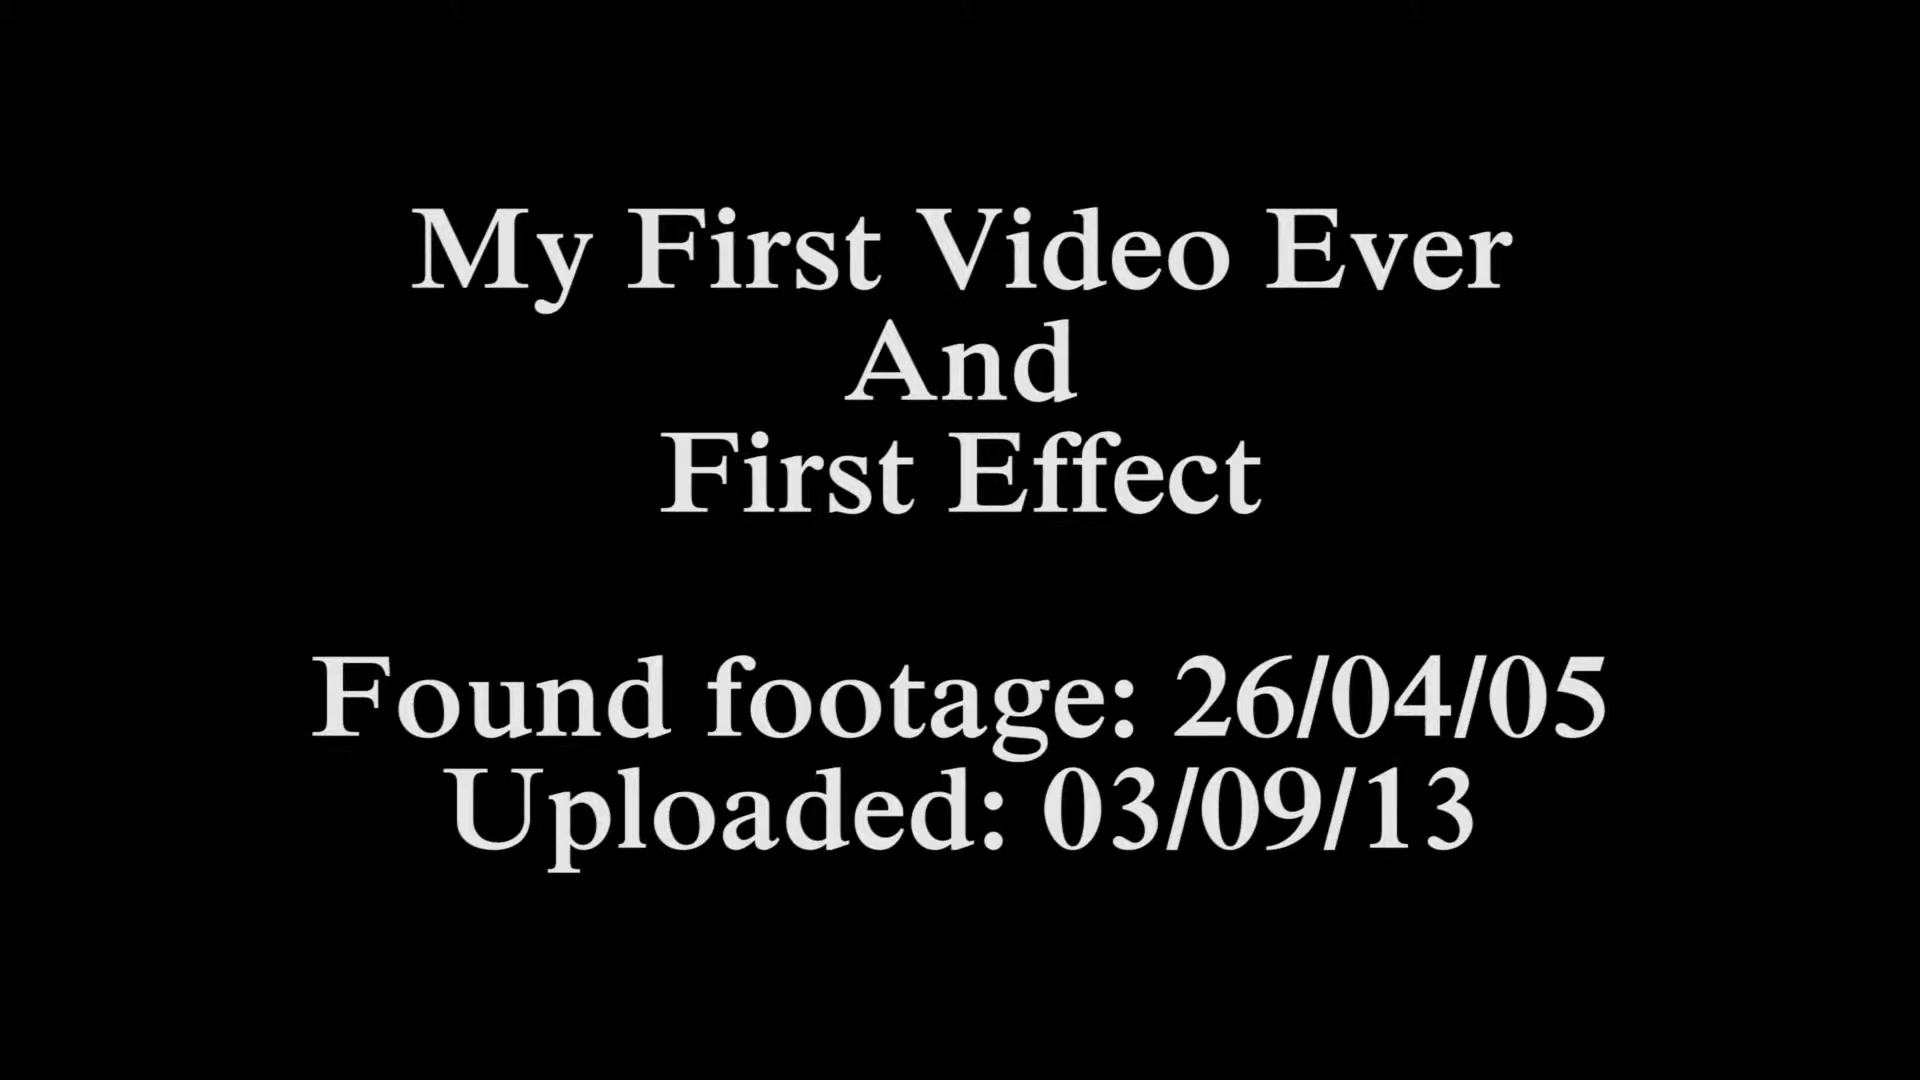 My First Video Ever
And
First Effect
Found footage: 26/04/05
Uploaded: 03/09/13